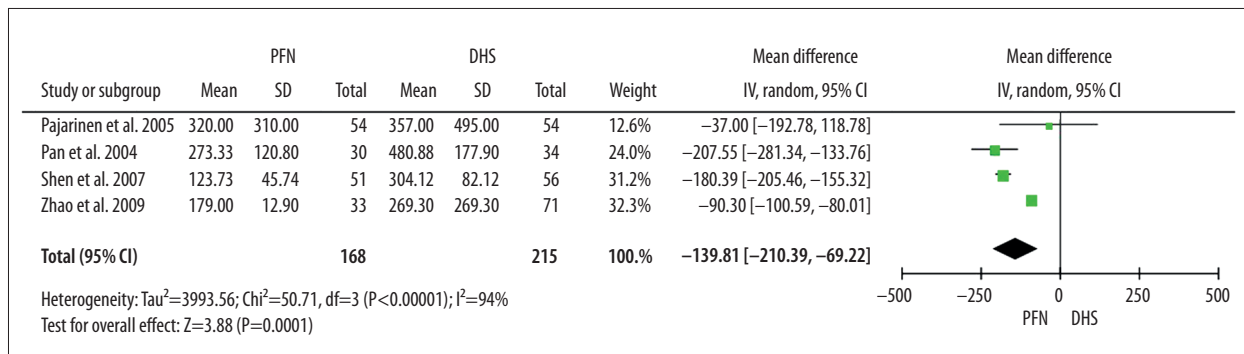 PFN DHS Mean difference Mean difference
Study or subgroup Mean SD Total Mean SD Total Weight IV, random, 95% CI IV, random, 95% CI
Pajarinen et al. 2005 320.00 310.00 54 357.00 495.00 54 12.6% −37.00 [−192.78, 118.78]
Pan et al. 2004 273.33 120.80 30 480.88 177.90 34 24.0% −207.55 [−281.34, −133.76]
Shen et al. 2007 123.73 45.74 51 304.12 82.12 56 31.2% −180.39 [−205.46, −155.32]
Zhao et al. 2009 179.00 12.90 33 269.30 269.30 71 32.3% −90.30 [−100.59, −80.01]
Total (95% CI) 168 215 100.% −139.81 [−210.39, −69.22]
Heterogeneity: Tau²=3993.56; Chi²=50.71, df=3 (P<0.00001); I²=94%
Test for overall effect: Z=3.88 (P=0.0001)
−500 −250 0 250 500
PFN DHS